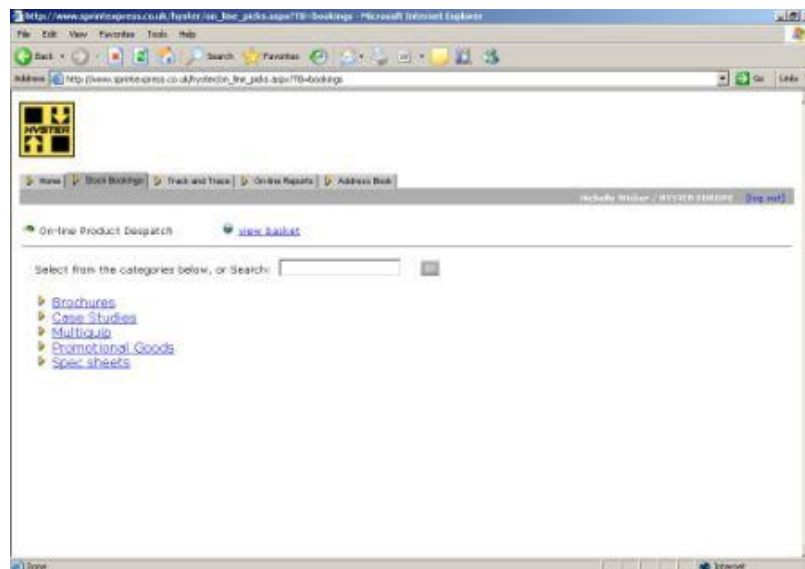 http://www.sprintexpress.co.uk/hyster/on_line_picks.aspx?TB=bookings - Microsoft Internet Explorer
File Edit View Favorites Tools Help
Back Search Favorites
Address http://www.sprintexpress.co.uk/hyster/on_line_picks.aspx?TB=bookings Go Links
HYSTER
Home Stock Bookings Track and Trace On-line Reports Address Book
/ HYSTER EUROPE [log out]
On-line Product Despatch view basket
Select from the categories below, or Search:
Brochures
Case Studies
Multiquip
Promotional Goods
Spec sheets
Done Internet